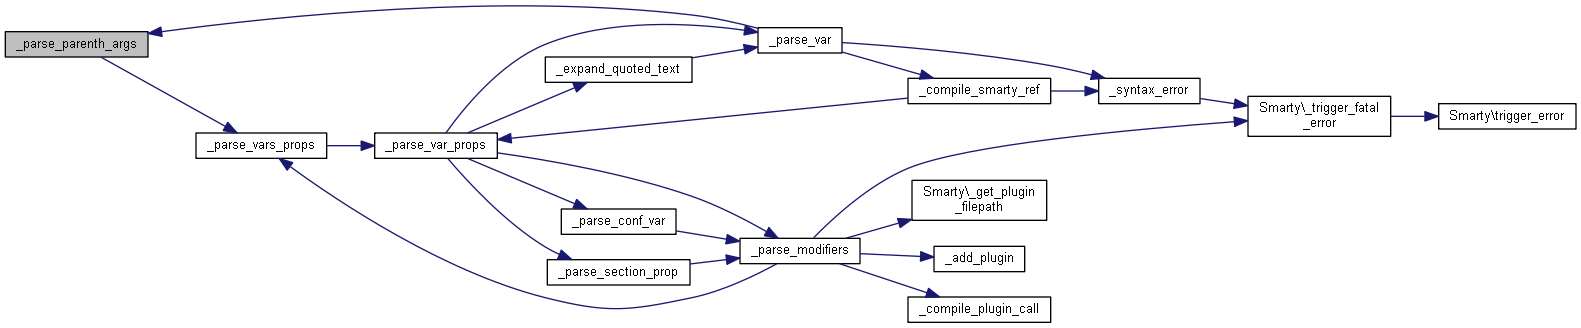 _parse_parenth_args
_parse_vars_props
_parse_var_props
_expand_quoted_text
_parse_conf_var
_parse_section_prop
_parse_var
_compile_smarty_ref
_syntax_error
Smarty\_trigger_fatal
_error
Smarty\trigger_error
Smarty\_get_plugin
_filepath
_parse_modifiers
_add_plugin
_compile_plugin_call